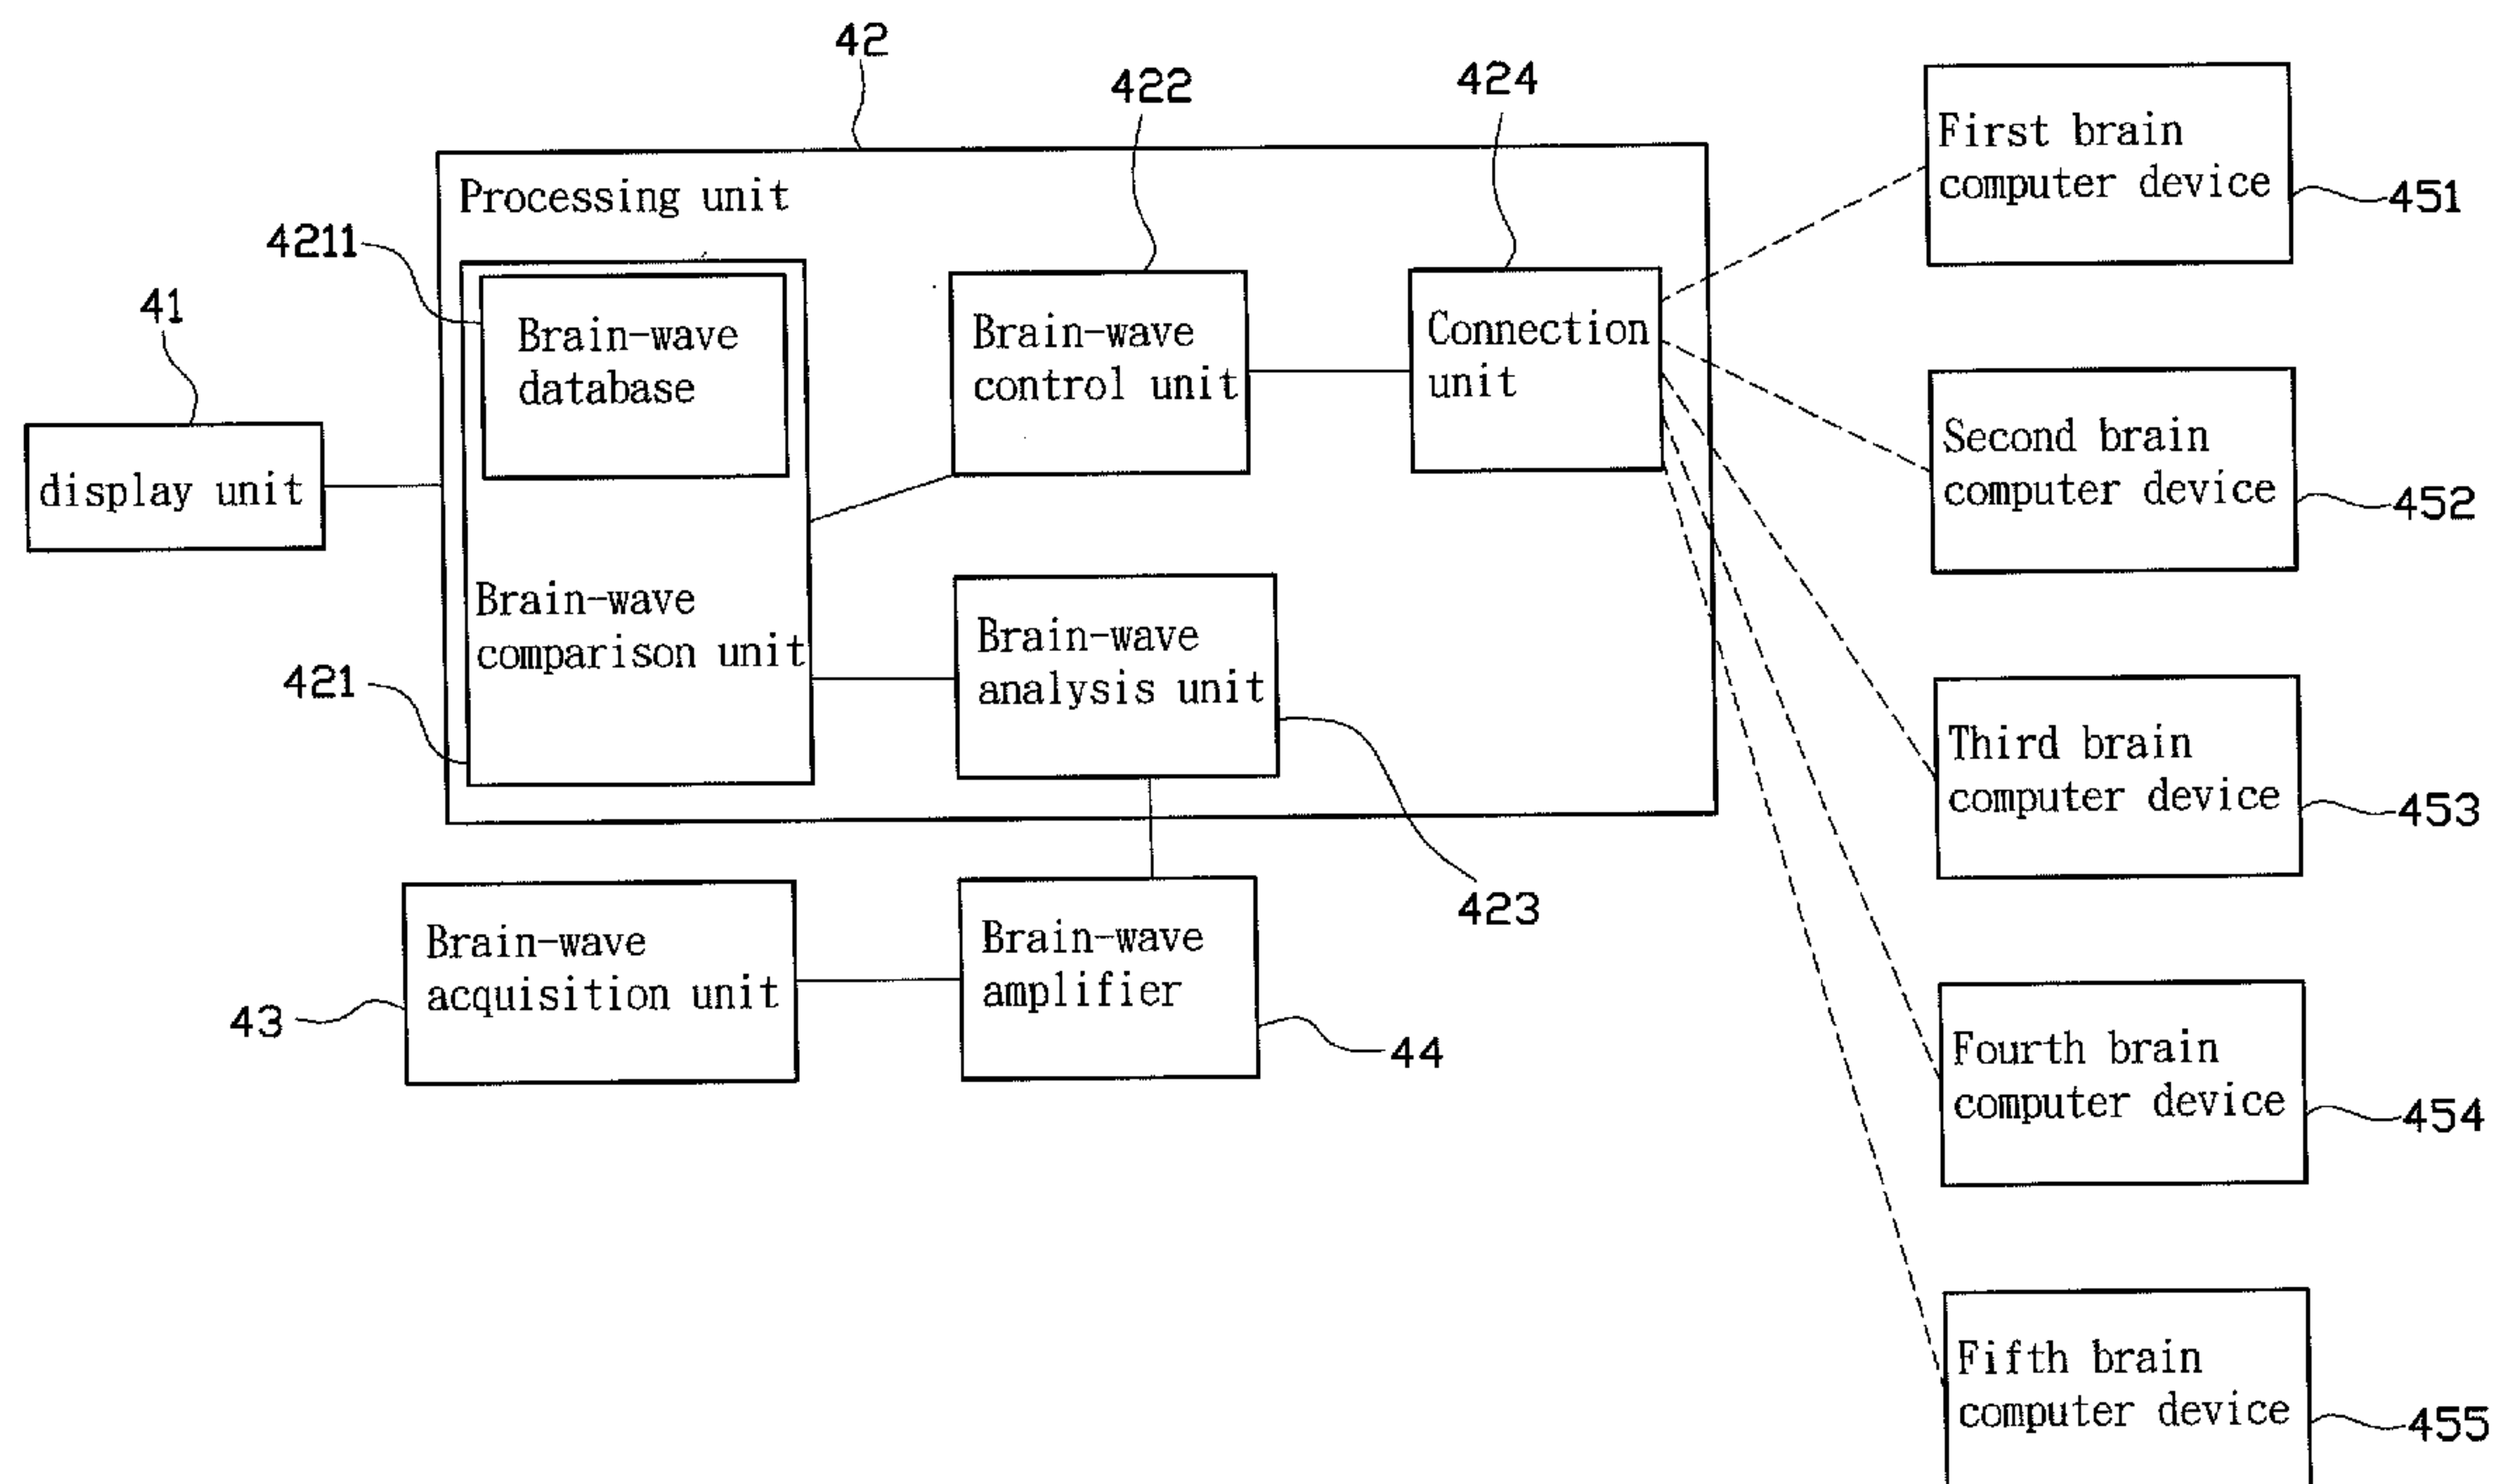 42
422
424
First brain
computer device
451
Processing unit
4211
41
Brain-wave
database
Brain-wave
control unit
Connection
unit
display unit
Second brain
computer device
452
Brain-wave
comparison unit
421
Brain-wave
analysis unit
423
Third brain
computer device
453
Brain-wave
acquisition unit
43
Brain-wave
amplifier
44
Fourth brain
computer device
454
Fifth brain
computer device
455